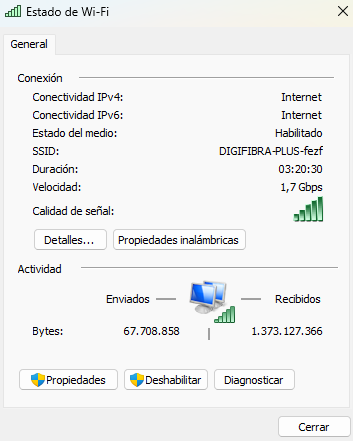 Estado de Wi-Fi
General
Conexión
Conectividad IPv4: Internet
Conectividad IPv6: Internet
Estado del medio: Habilitado
SSID: DIGIFIBRA-PLUS-fezf
Duración: 03:20:30
Velocidad: 1,7 Gbps
Calidad de señal:
Detalles... Propiedades inalámbricas
Actividad
Enviados Recibidos
Bytes: 67.708.858 1.373.127.366
Propiedades Deshabilitar Diagnosticar
Cerrar